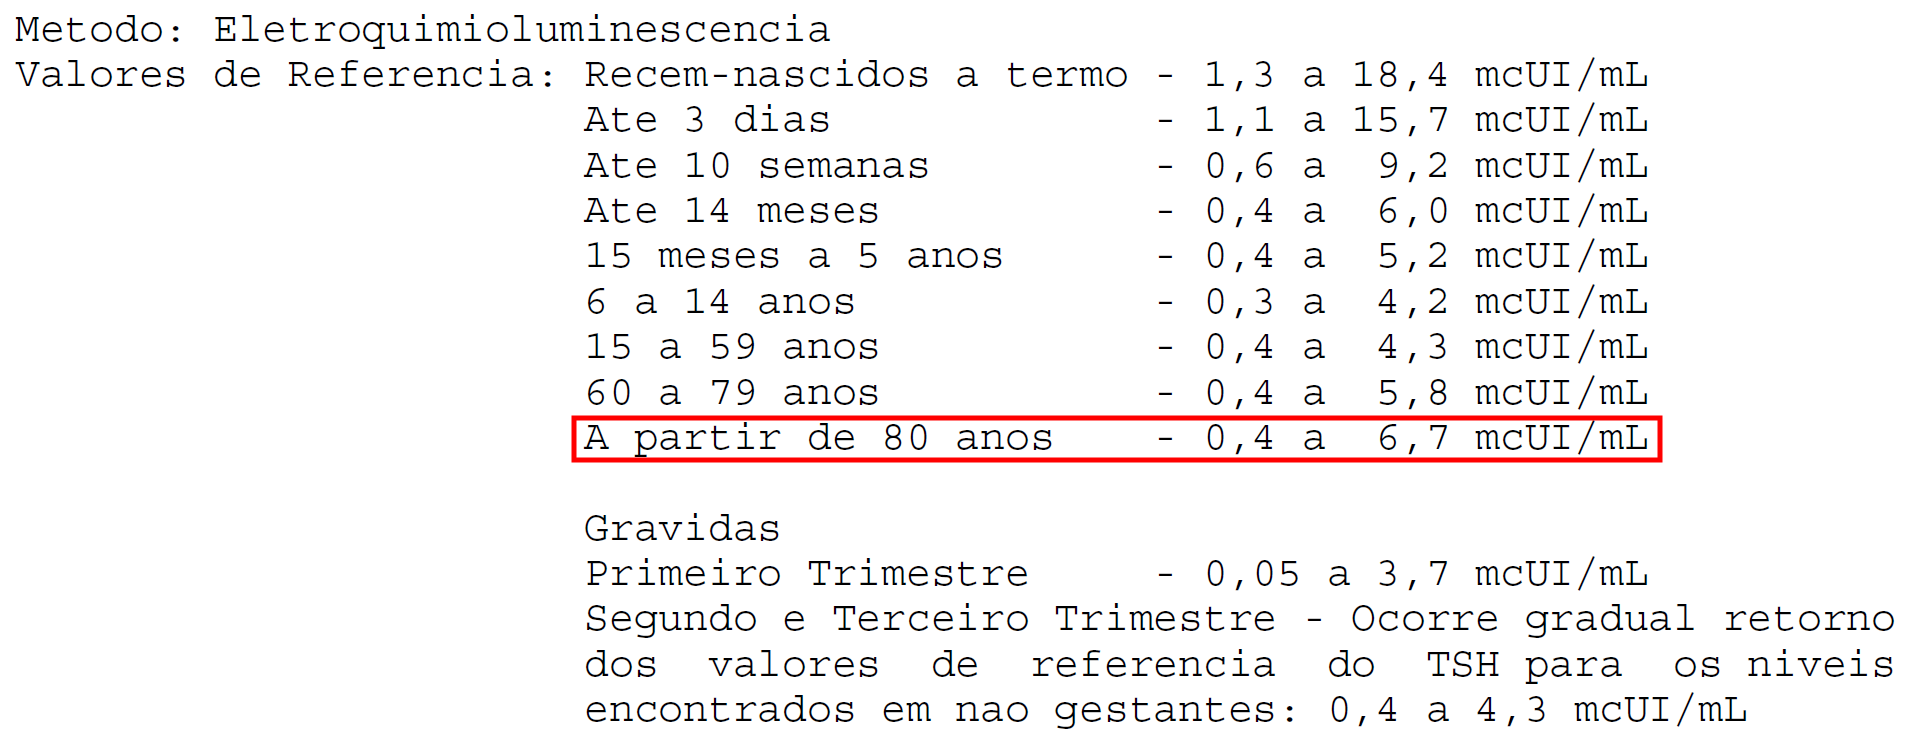 Metodo: Eletroquimioluminescencia
Valores de Referencia: Recem-nascidos a termo - 1,3 a 18,4 mcUI/mL
Ate 3 dias - 1,1 a 15,7 mcUI/mL
Ate 10 semanas - 0,6 a 9,2 mcUI/mL
Ate 14 meses - 0,4 a 6,0 mcUI/mL
15 meses a 5 anos - 0,4 a 5,2 mcUI/mL
6 a 14 anos - 0,3 a 4,2 mcUI/mL
15 a 59 anos - 0,4 a 4,3 mcUI/mL
60 a 79 anos - 0,4 a 5,8 mcUI/mL
A partir de 80 anos - 0,4 a 6,7 mcUI/mL
Gravidas
Primeiro Trimestre - 0,05 a 3,7 mcUI/mL
Segundo e Terceiro Trimestre - Ocorre gradual retorno
dos valores de referencia do TSH para os niveis
encontrados em nao gestantes: 0,4 a 4,3 mcUI/mL